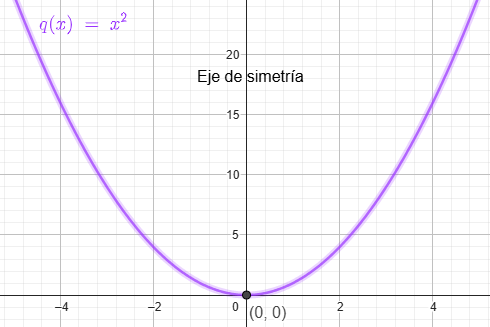 q(x) = x²
20
Eje de simetría
15
10
5
−4 −2 0 2 4
(0, 0)